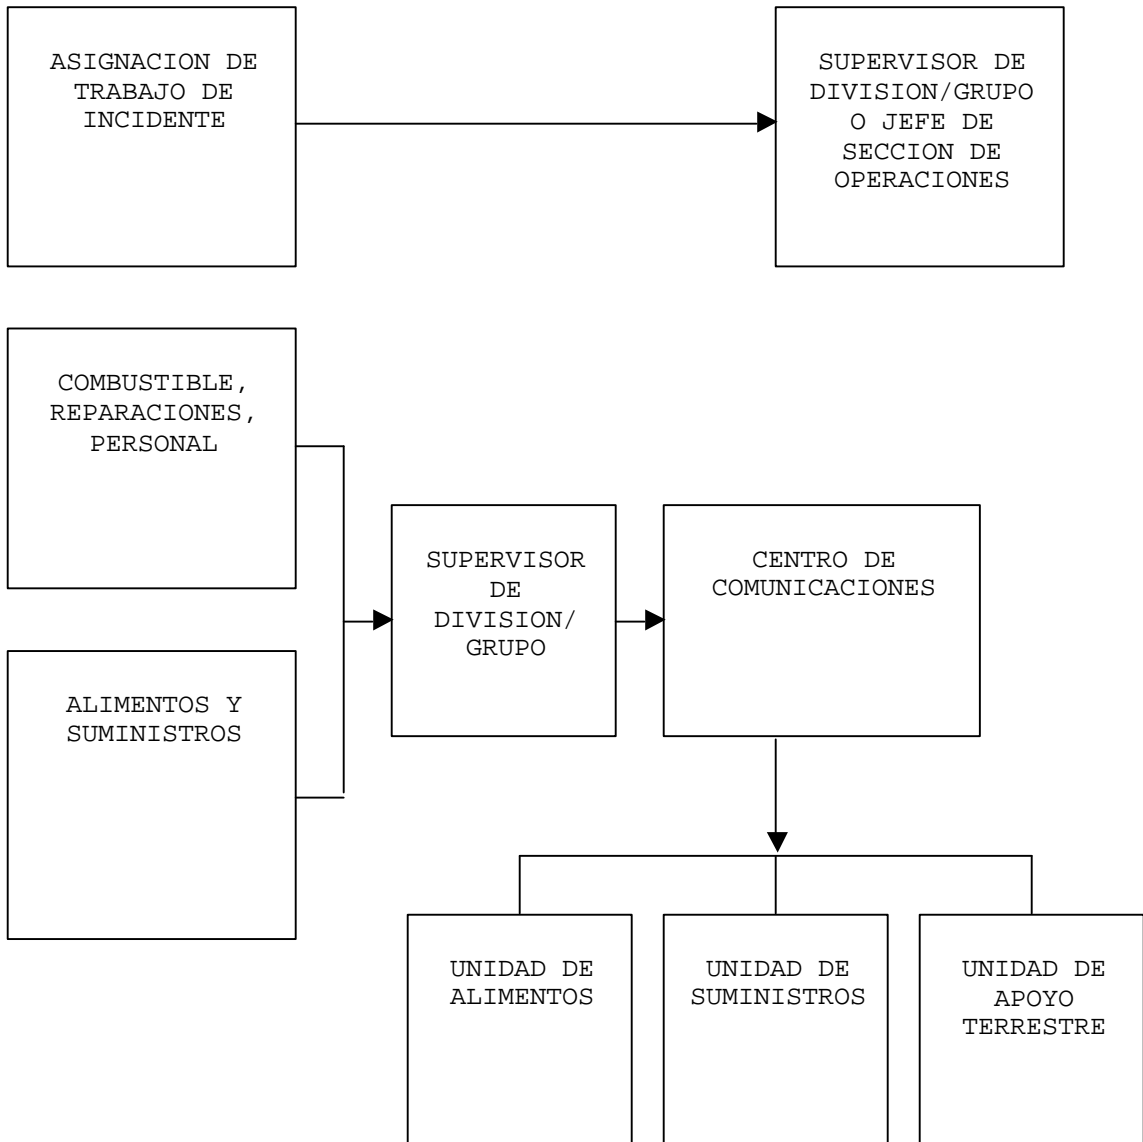 ASIGNACION DE
TRABAJO DE
INCIDENTE
SUPERVISOR DE
DIVISION/GRUPO
O JEFE DE
SECCION DE
OPERACIONES
COMBUSTIBLE,
REPARACIONES,
PERSONAL
ALIMENTOS Y
SUMINISTROS
SUPERVISOR
DE
DIVISION/
GRUPO
CENTRO DE
COMUNICACIONES
UNIDAD DE
ALIMENTOS
UNIDAD DE
SUMINISTROS
UNIDAD DE
APOYO
TERRESTRE